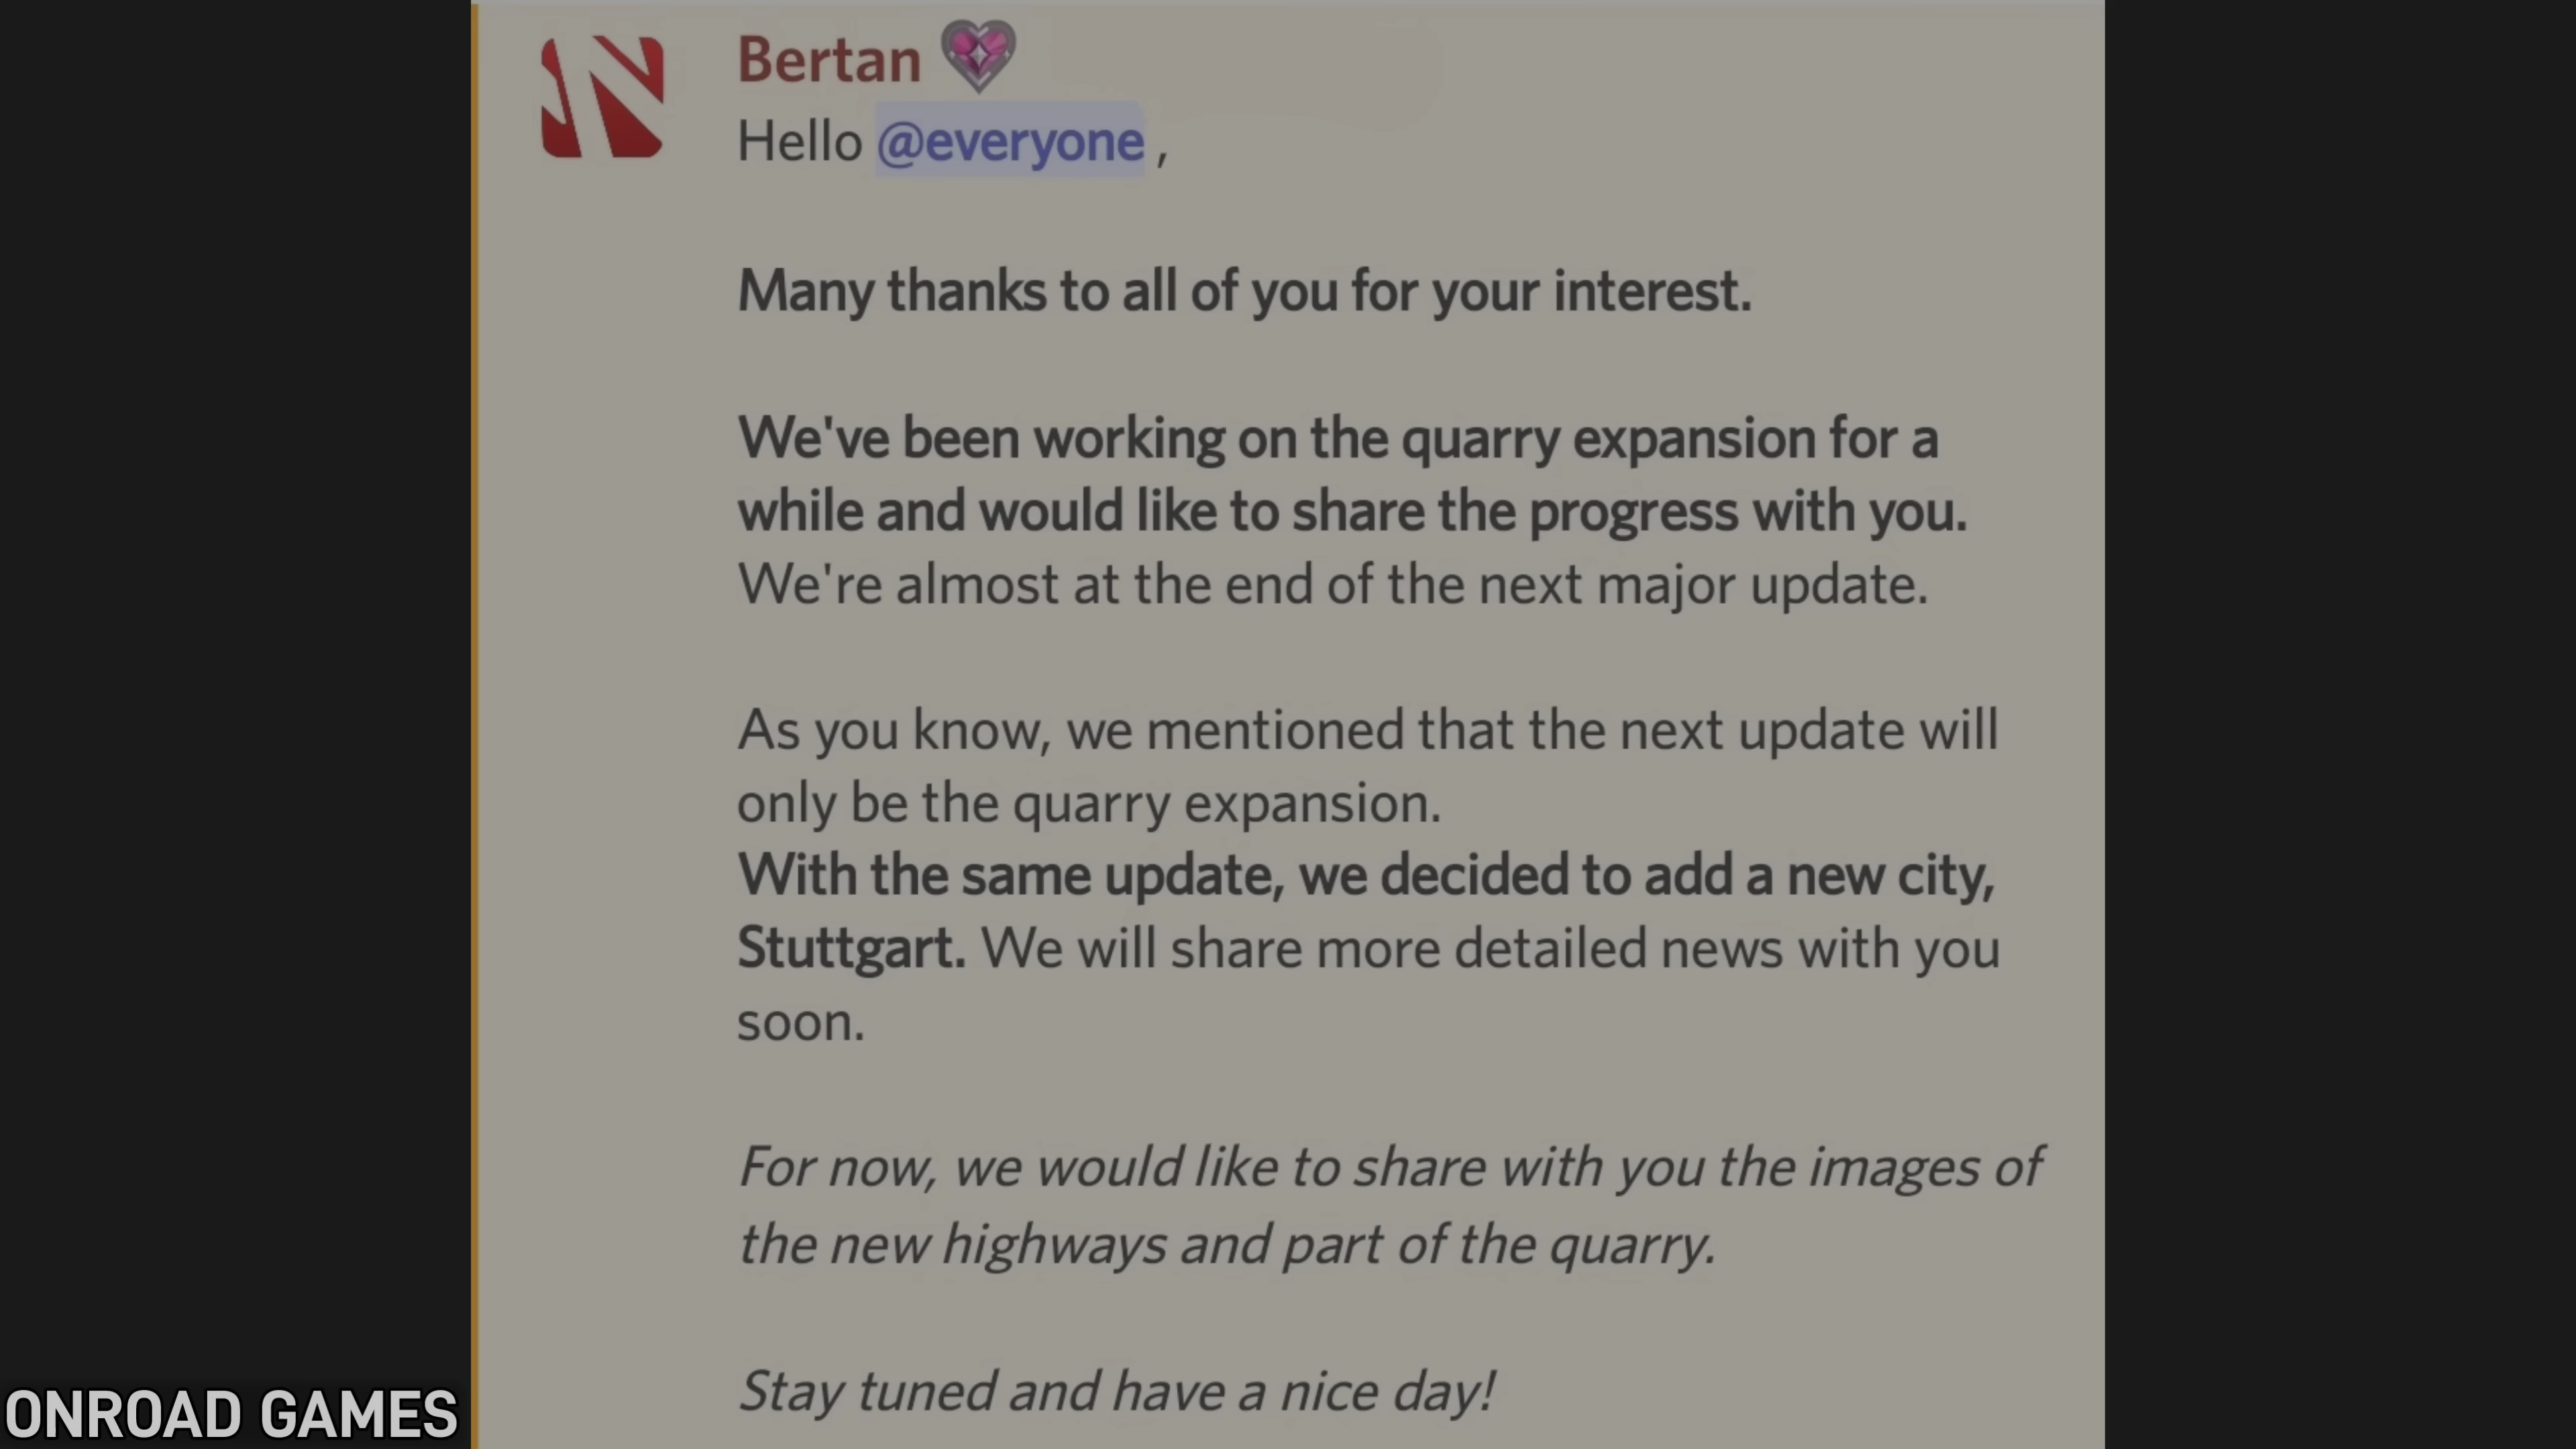 Bertan
Hello @everyone ,
Many thanks to all of you for your interest.
We've been working on the quarry expansion for a
while and would like to share the progress with you.
We're almost at the end of the next major update.
As you know, we mentioned that the next update will
only be the quarry expansion.
With the same update, we decided to add a new city,
Stuttgart. We will share more detailed news with you
soon.
For now, we would like to share with you the images of
the new highways and part of the quarry.
Stay tuned and have a nice day!
ONROAD GAMES